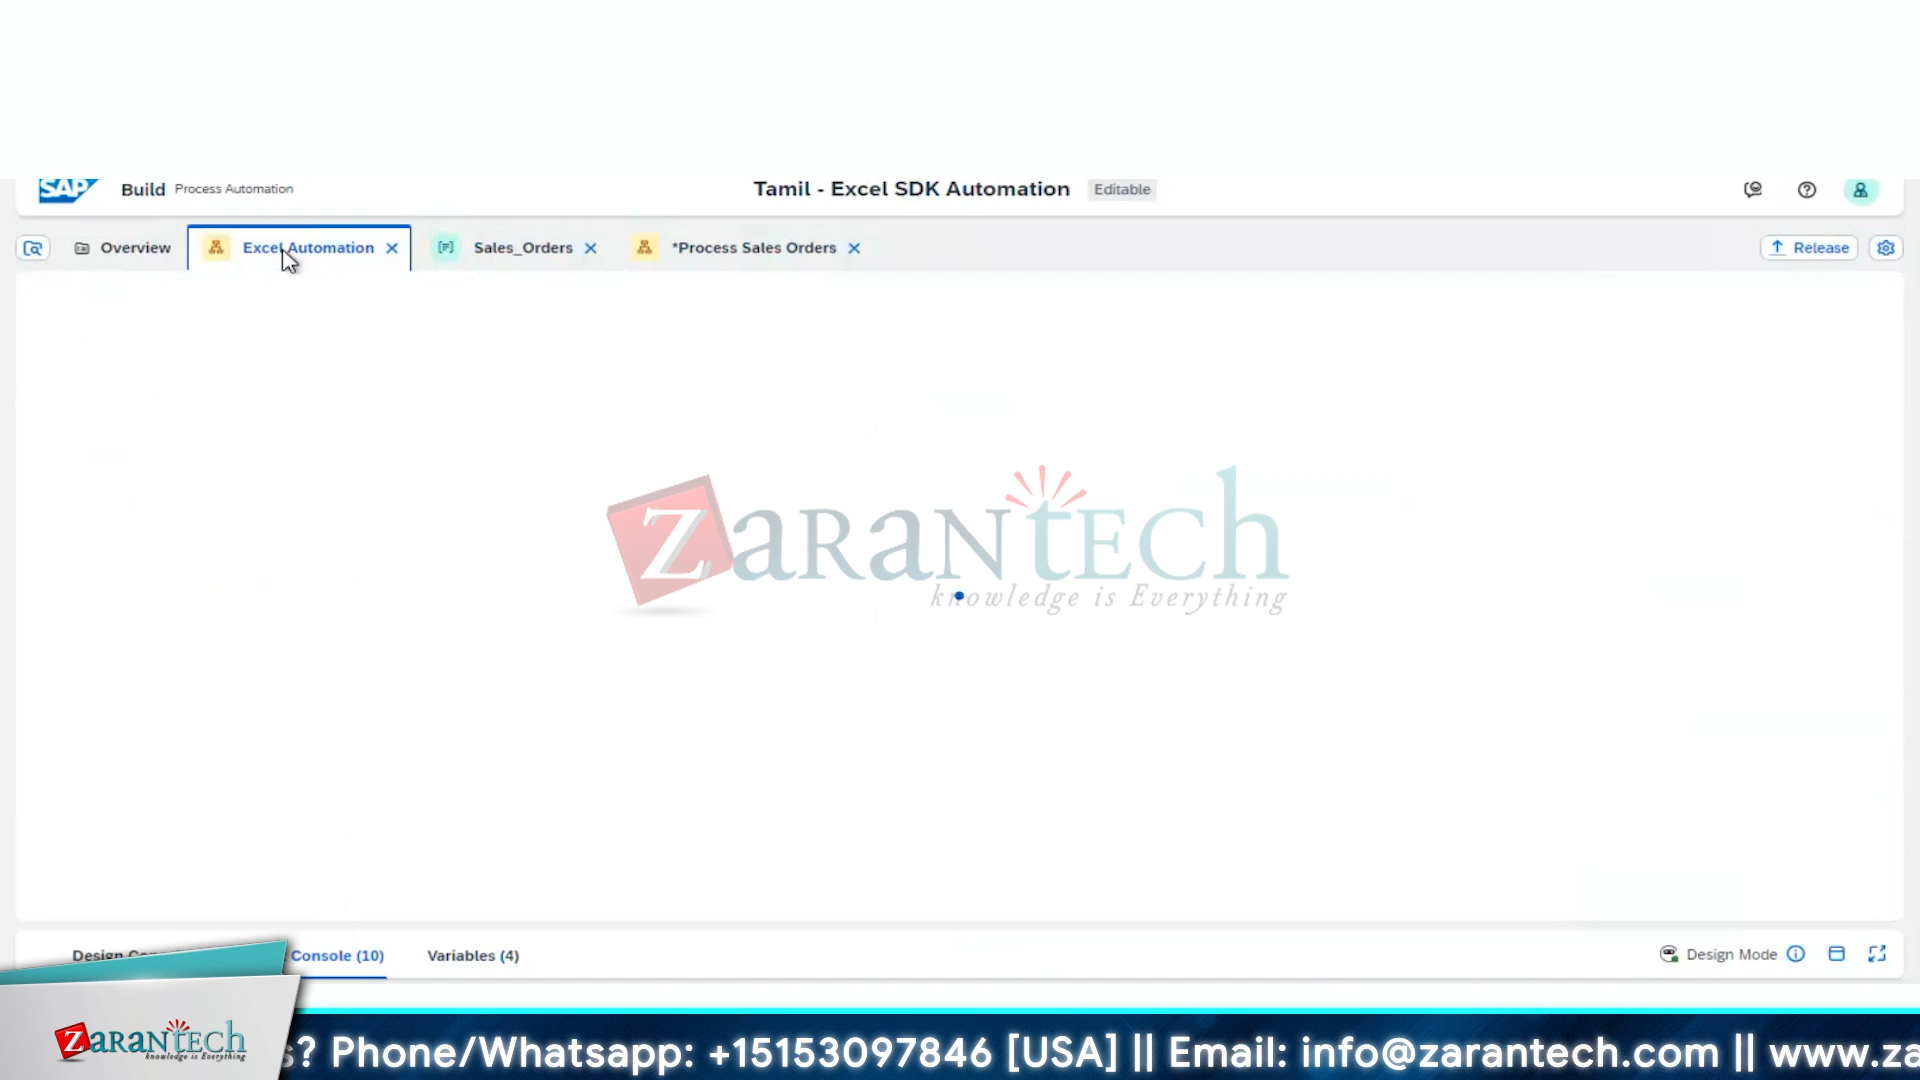 SAP Build Process Automation
Tamil - Excel SDK Automation Editable
Overview
Excel Automation
Sales_Orders
*Process Sales Orders
Release
ZARANTECH
knowledge is Everything
Design
Console (10)
Variables (4)
Design Mode
ZARANTECH
knowledge is Everything
? Phone/Whatsapp: +15153097846 [USA] || Email: info@zarantech.com || www.za